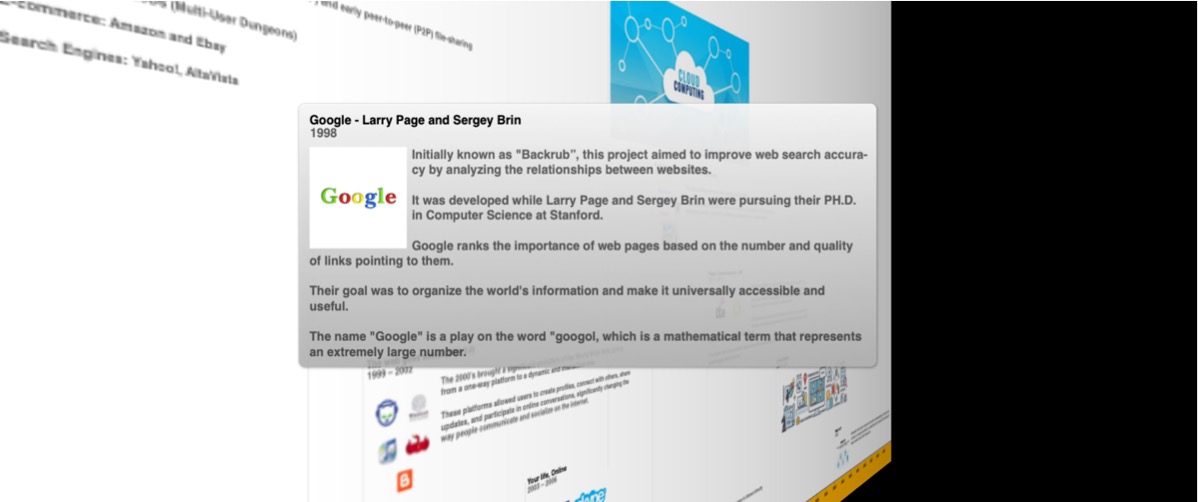 (Multi-User Dungeons)
and early peer-to-peer (P2P) file-sharing
commerce: Amazon and Ebay
Search Engines: Yahoo!, AltaVista
CLOUD
COMPUTING
Google - Larry Page and Sergey Brin
1998
Initially known as "Backrub", this project aimed to improve web search accura-
cy by analyzing the relationships between websites.
Google
It was developed while Larry Page and Sergey Brin were pursuing their PH.D.
in Computer Science at Stanford.
Google ranks the importance of web pages based on the number and quality
of links pointing to them.
Their goal was to organize the world's information and make it universally accessible and
useful.
The name "Google" is a play on the word "googol, which is a mathematical term that represents
an extremely large number.
1999 – 2002
The 2000's brought a
from a one-way platform to a dynamic and
These platforms allowed users to create profiles, connect with others, share
updates, and participate in online conversations, significantly changing the
way people communicate and socialize on the internet.
Your life, Online
2003 – 2006